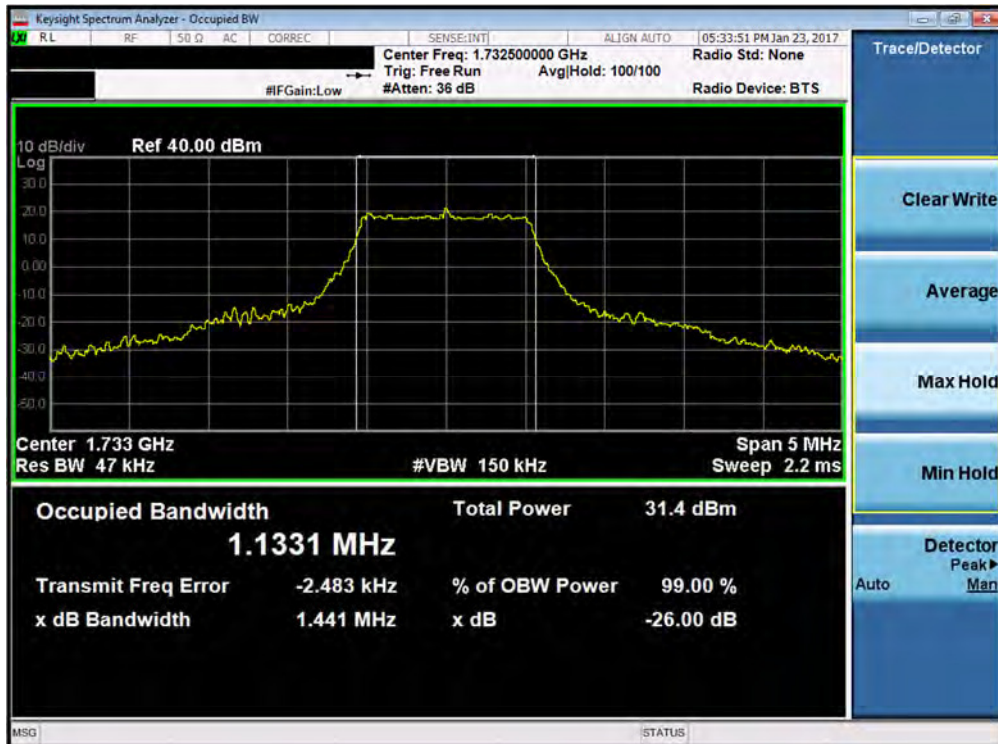 Keysight Spectrum Analyzer - Occupied BW
LXI RL RF 50 Ω AC CORREC SENSE:INT ALIGN AUTO 05:33:51 PM Jan 23, 2017
Center Freq: 1.732500000 GHz Radio Std: None
Trig: Free Run Avg|Hold: 100/100
#IFGain:Low #Atten: 36 dB Radio Device: BTS
10 dB/div Ref 40.00 dBm
Log
30.0
20.0
10.0
0.00
-10.0
-20.0
-30.0
-40.0
-50.0
Center 1.733 GHz Span 5 MHz
Res BW 47 kHz #VBW 150 kHz Sweep 2.2 ms
Occupied Bandwidth Total Power 31.4 dBm
1.1331 MHz
Transmit Freq Error -2.483 kHz % of OBW Power 99.00 %
x dB Bandwidth 1.441 MHz x dB -26.00 dB
MSG STATUS
Trace/Detector
Clear Write
Average
Max Hold
Min Hold
Detector
Peak▶
Auto Man